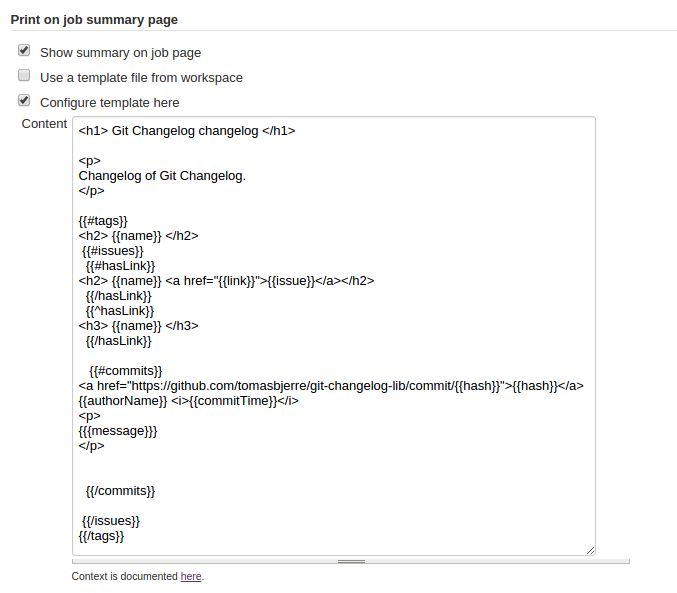 Print on job summary page
Show summary on job page
Use a template file from workspace
Configure template here
Content
<h1> Git Changelog changelog </h1>
<p>
Changelog of Git Changelog.
</p>
{{#tags}}
<h2> {{name}} </h2>
{{#issues}}
{{#hasLink}}
<h2> {{name}} <a href="{{link}}">{{issue}}</a></h2>
{{/hasLink}}
{{^hasLink}}
<h3> {{name}} </h3>
{{/hasLink}}
{{#commits}}
<a href="https://github.com/tomasbjerre/git-changelog-lib/commit/{{hash}}">{{hash}}</a>
{{authorName}} <i>{{commitTime}}</i>
<p>
{{{message}}}
</p>
{{/commits}}
{{/issues}}
{{/tags}}
Context is documented here.